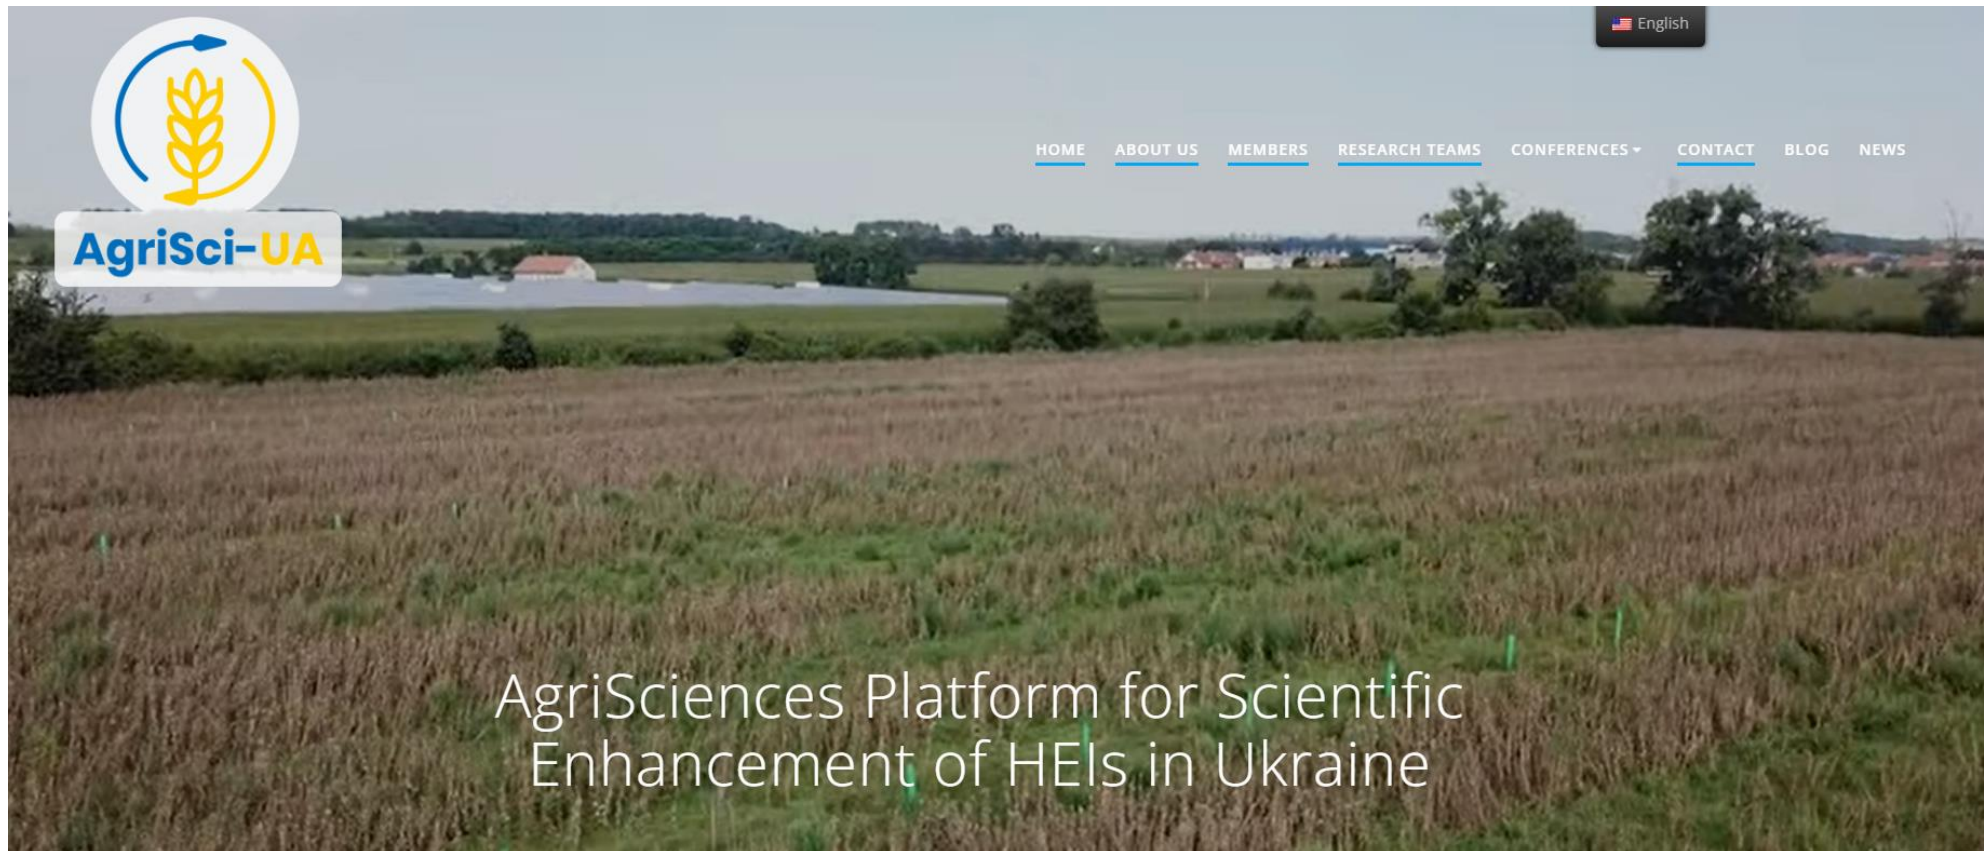 English
HOME ABOUT US MEMBERS RESEARCH TEAMS CONFERENCES CONTACT BLOG NEWS
AgriSci-UA
AgriSciences Platform for Scientific
Enhancement of HEIs in Ukraine